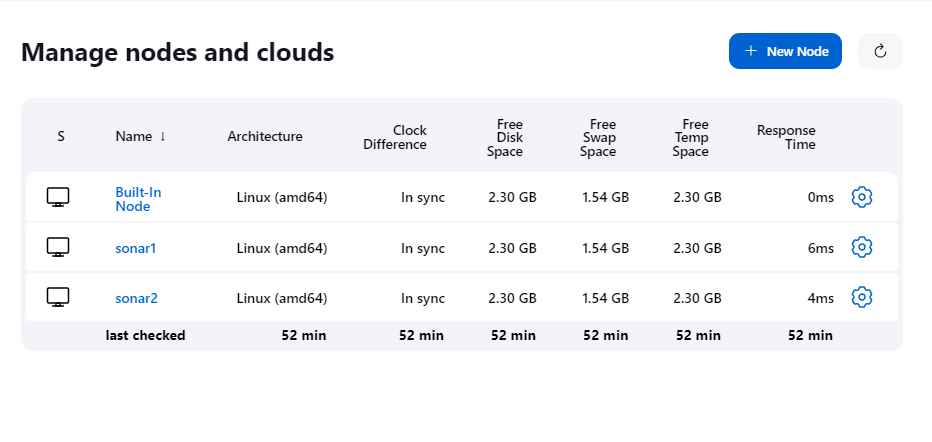 Manage nodes and clouds
+ New Node
S Name ↓ Architecture Clock Difference Free Disk Space Free Swap Space Free Temp Space Response Time
Built-In Node Linux (amd64) In sync 2.30 GB 1.54 GB 2.30 GB 0ms
sonar1 Linux (amd64) In sync 2.30 GB 1.54 GB 2.30 GB 6ms
sonar2 Linux (amd64) In sync 2.30 GB 1.54 GB 2.30 GB 4ms
last checked 52 min 52 min 52 min 52 min 52 min 52 min